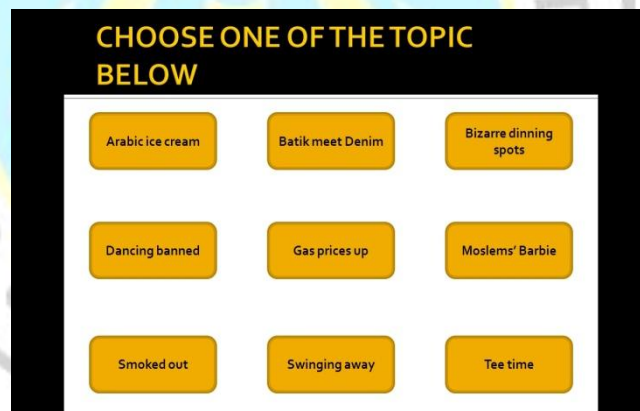 CHOOSE ONE OF THE TOPIC
BELOW
Arabic ice cream
Batik meet Denim
Bizarre dinning
spots
Dancing banned
Gas prices up
Moslems' Barbie
Smoked out
Swinging away
Tee time